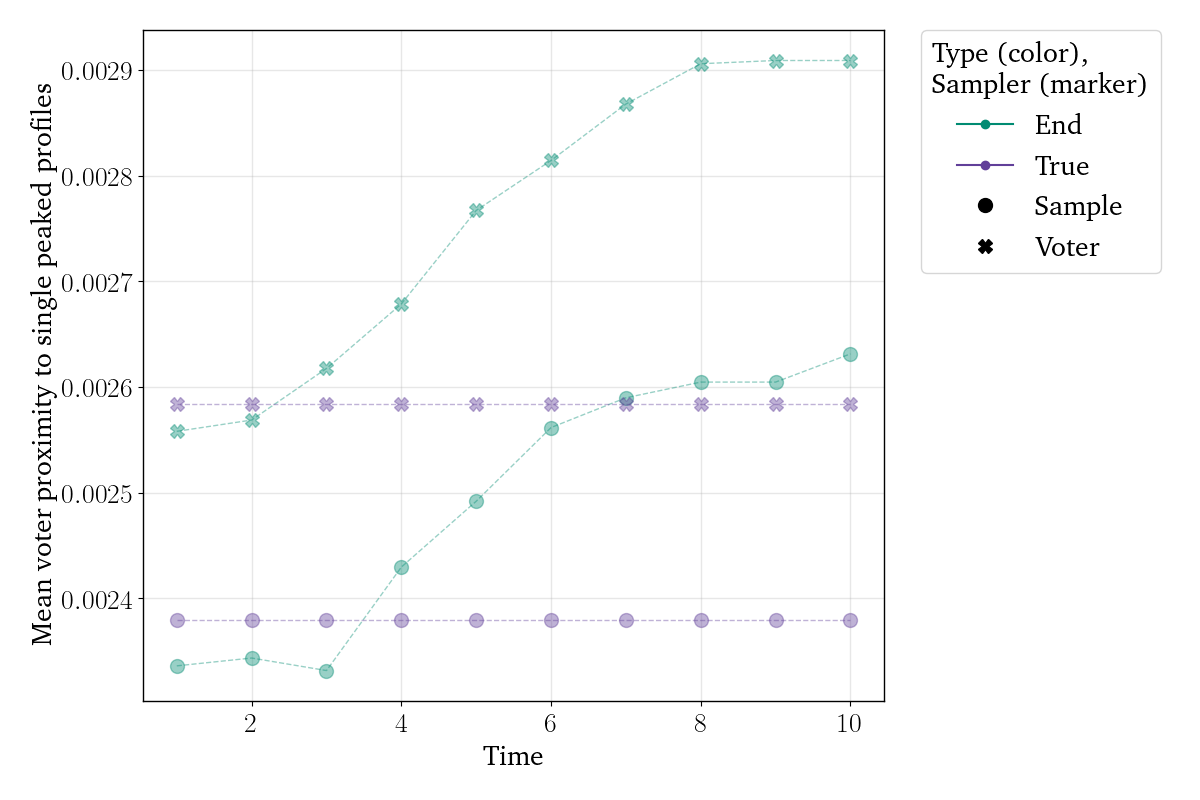 Mean voter proximity to single peaked profiles
0.0029
0.0028
0.0027
0.0026
0.0025
0.0024
2
4
6
8
10
Time
Type (color),
Sampler (marker)
End
True
Sample
Voter